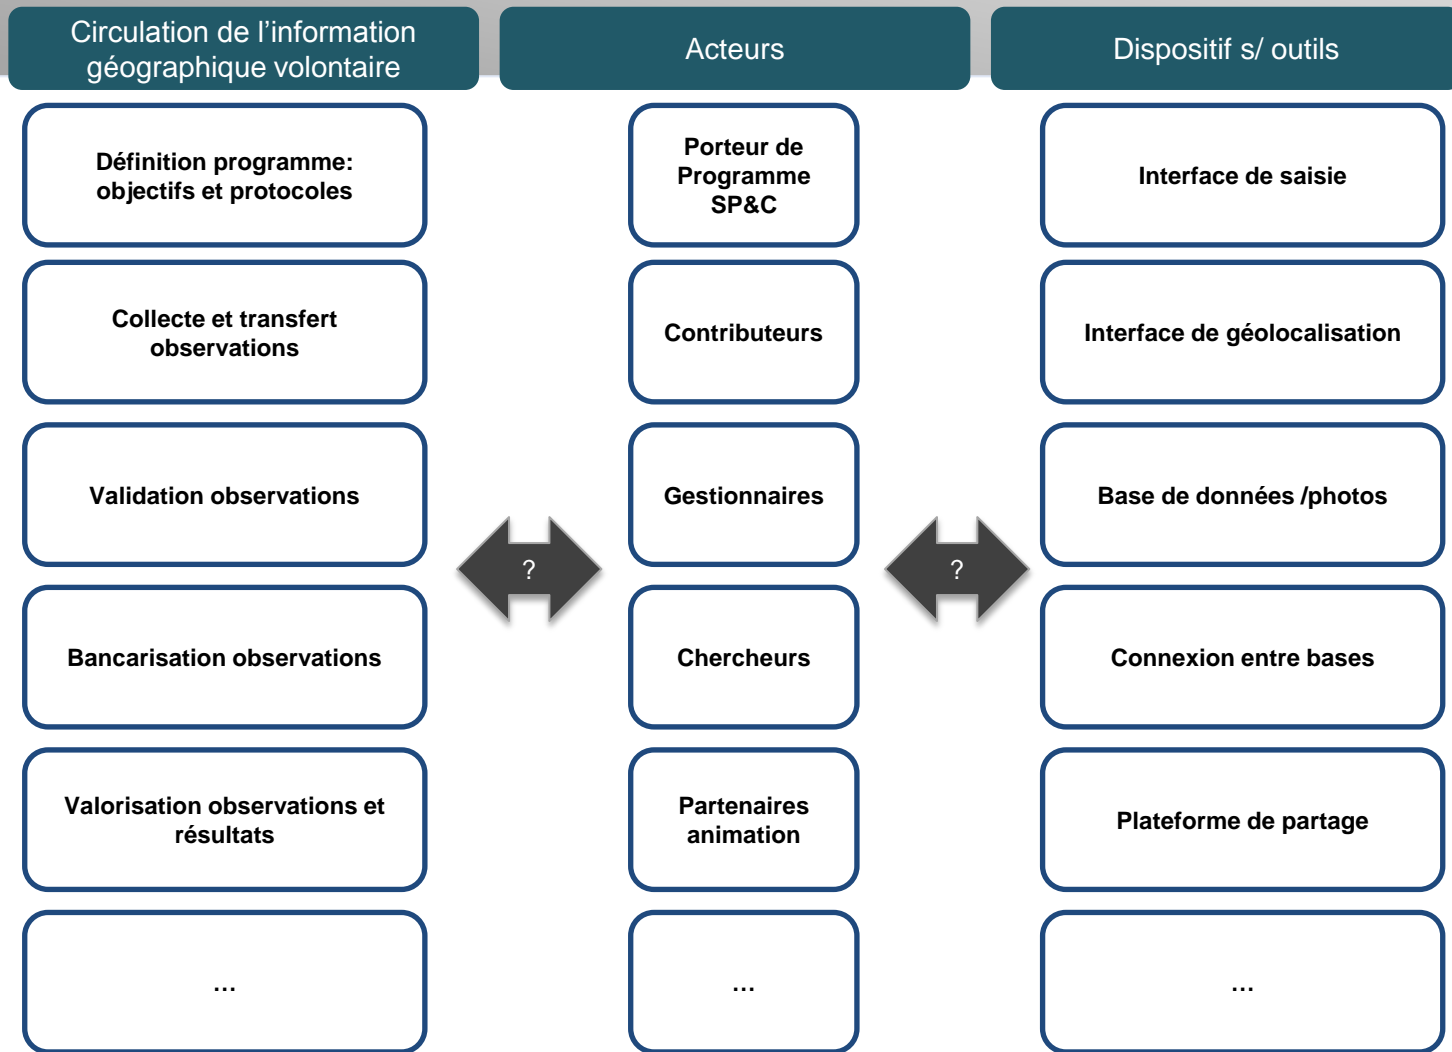 Circulation de l’information
géographique volontaire
Acteurs
Dispositif s/ outils
Définition programme:
objectifs et protocoles
Porteur de
Programme
SP&C
Interface de saisie
Collecte et transfert
observations
Contributeurs
Interface de géolocalisation
Validation observations
Gestionnaires
Base de données /photos
?
?
Bancarisation observations
Chercheurs
Connexion entre bases
Valorisation observations et
résultats
Partenaires
animation
Plateforme de partage
…
…
…